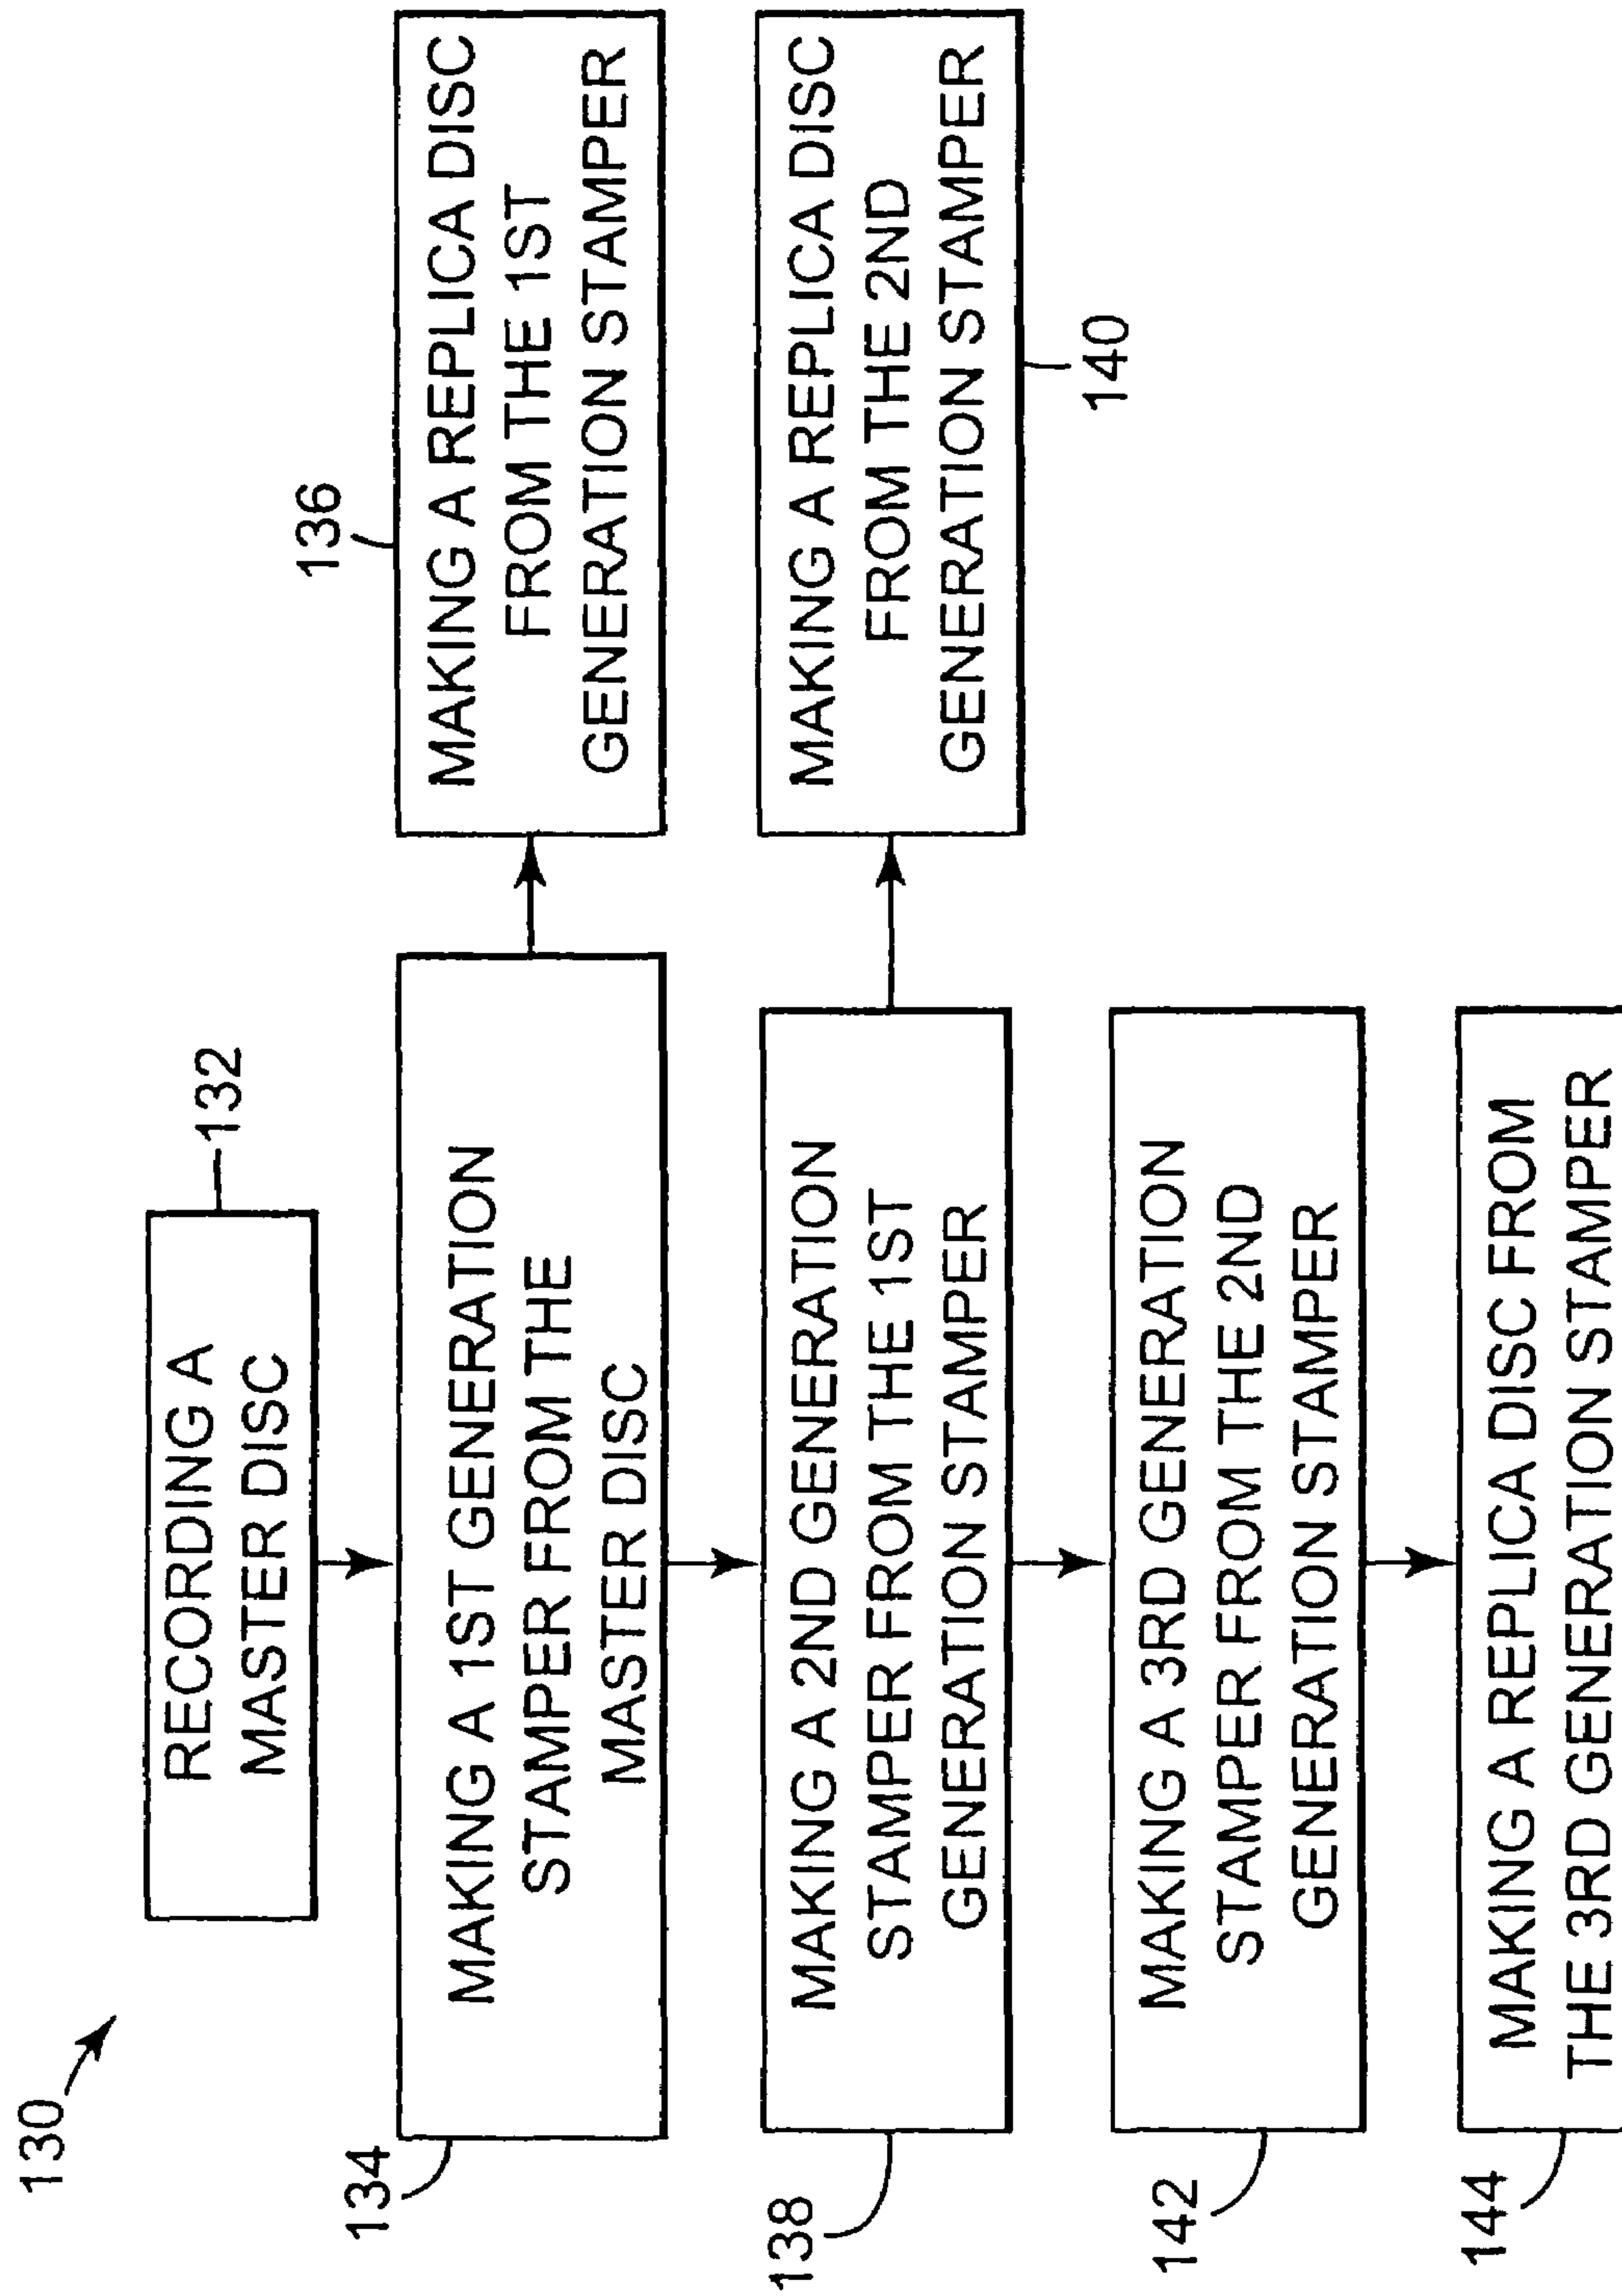 130
RECORDING A
MASTER DISC
132
134
MAKING A 1ST GENERATION
STAMPER FROM THE
MASTER DISC
136
MAKING A REPLICA DISC
FROM THE 1ST
GENERATION STAMPER
138
MAKING A 2ND GENERATION
STAMPER FROM THE 1ST
GENERATION STAMPER
MAKING A REPLICA DISC
FROM THE 2ND
GENERATION STAMPER
140
142
MAKING A 3RD GENERATION
STAMPER FROM THE 2ND
GENERATION STAMPER
144
MAKING A REPLICA DISC FROM
THE 3RD GENERATION STAMPER